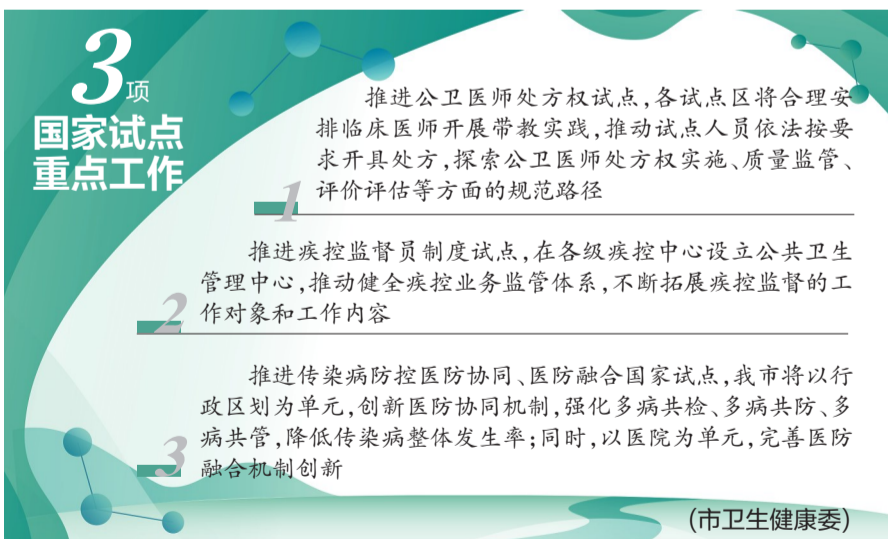 3项
国家试点
重点工作
推进公卫医师处方权试点,各试点区将合理安
排临床医师开展带教实践,推动试点人员依法按要
求开具处方,探索公卫医师处方权实施、质量监管、
评价评估等方面的规范路径
1
推进疾控监督员制度试点,在各级疾控中心设立公共卫生
管理中心,推动健全疾控业务监管体系,不断拓展疾控监督的工
作对象和工作内容
2
推进传染病防控医防协同、医防融合国家试点,我市将以行
政区划为单元,创新医防协同机制,强化多病共检、多病共防、多
病共管,降低传染病整体发生率;同时,以医院为单元,完善医防
融合机制创新
3
(市卫生健康委)